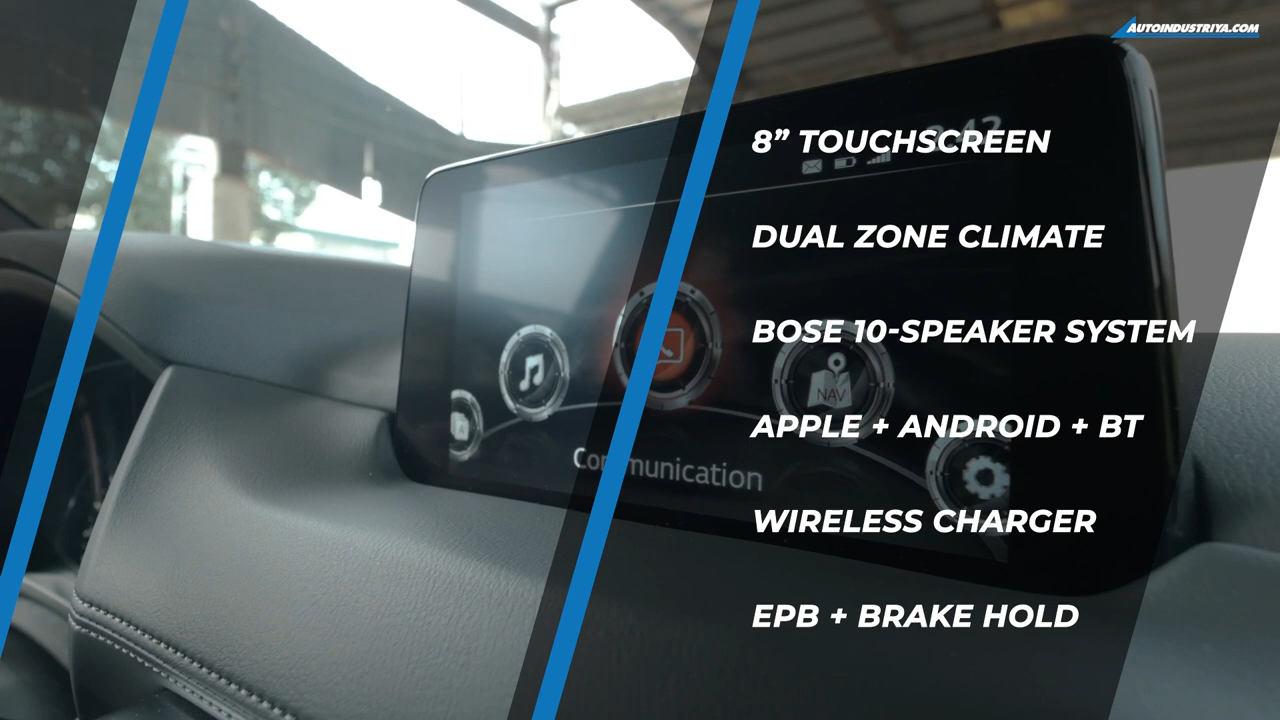 AUTOINDUSTRIYA.COM
8” TOUCHSCREEN
DUAL ZONE CLIMATE
BOSE 10-SPEAKER SYSTEM
NAV
APPLE + ANDROID + BT
Communication
WIRELESS CHARGER
EPB + BRAKE HOLD